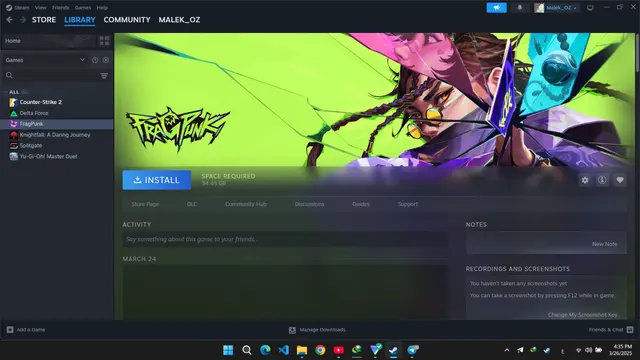 Steam View Friends Games Help
MALEK_OZ
STORE LIBRARY COMMUNITY MALEK_OZ
Home
Games
ALL
Counter-Strike 2
Delta Force
FragPunk
Knightfall: A Daring Journey
Splitgate
Yu-Gi-Oh! Master Duel
FRAGPUNK
INSTALL
SPACE REQUIRED
54.45 GB
Store Page DLC Community Hub Discussions Guides Support
ACTIVITY
Say something about this game to your friends...
MARCH 24
NOTES
New Note
RECORDINGS AND SCREENSHOTS
You haven't taken any screenshots yet
You can take a screenshot by pressing F12 while in game.
Change My Screenshot Key
Add a Game
Manage Downloads
Friends & Chat
4:35 PM
3/26/2025